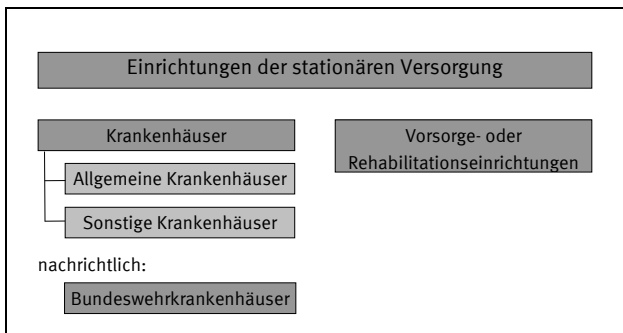 Einrichtungen der stationären Versorgung
Krankenhäuser
Allgemeine Krankenhäuser
Sonstige Krankenhäuser
nachrichtlich:
Bundeswehrkrankenhäuser
Vorsorge- oder
Rehabilitationseinrichtungen